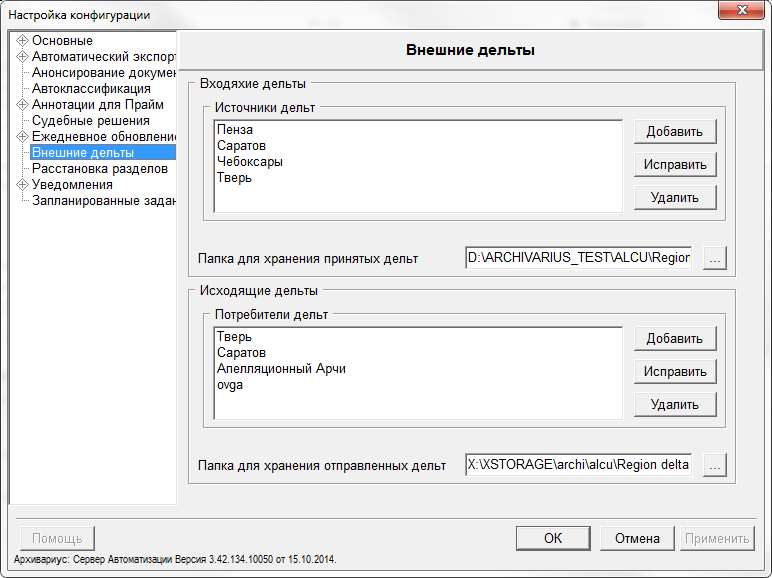 Настройка конфигурации
Основные
Автоматический экспорт
Анонсирование докумен
Автоклассификация
Аннотации для Прайм
Судебные решения
Ежедневное обновление
Внешние дельты
Расстановка разделов
Уведомления
Запланированные задан
Внешние дельты
Входяхие дельты
Источники дельт
Пенза
Саратов
Чебоксары
Тверь
Добавить
Исправить
Удалить
Папка для хранения принятых дельт
D:\ARCHIVARIUS_TEST\ALCU\Region
...
Исходящие дельты
Потребители дельт
Тверь
Саратов
Апелляционный Арчи
ovga
Добавить
Исправить
Удалить
Папка для хранения отправленных дельт
X:\XSTORAGE\archi\alcu\Region delta
...
Помощь
OK
Отмена
Применить
Архивариус: Сервер Автоматизации Версия 3.42.134.10050 от 15.10.2014.